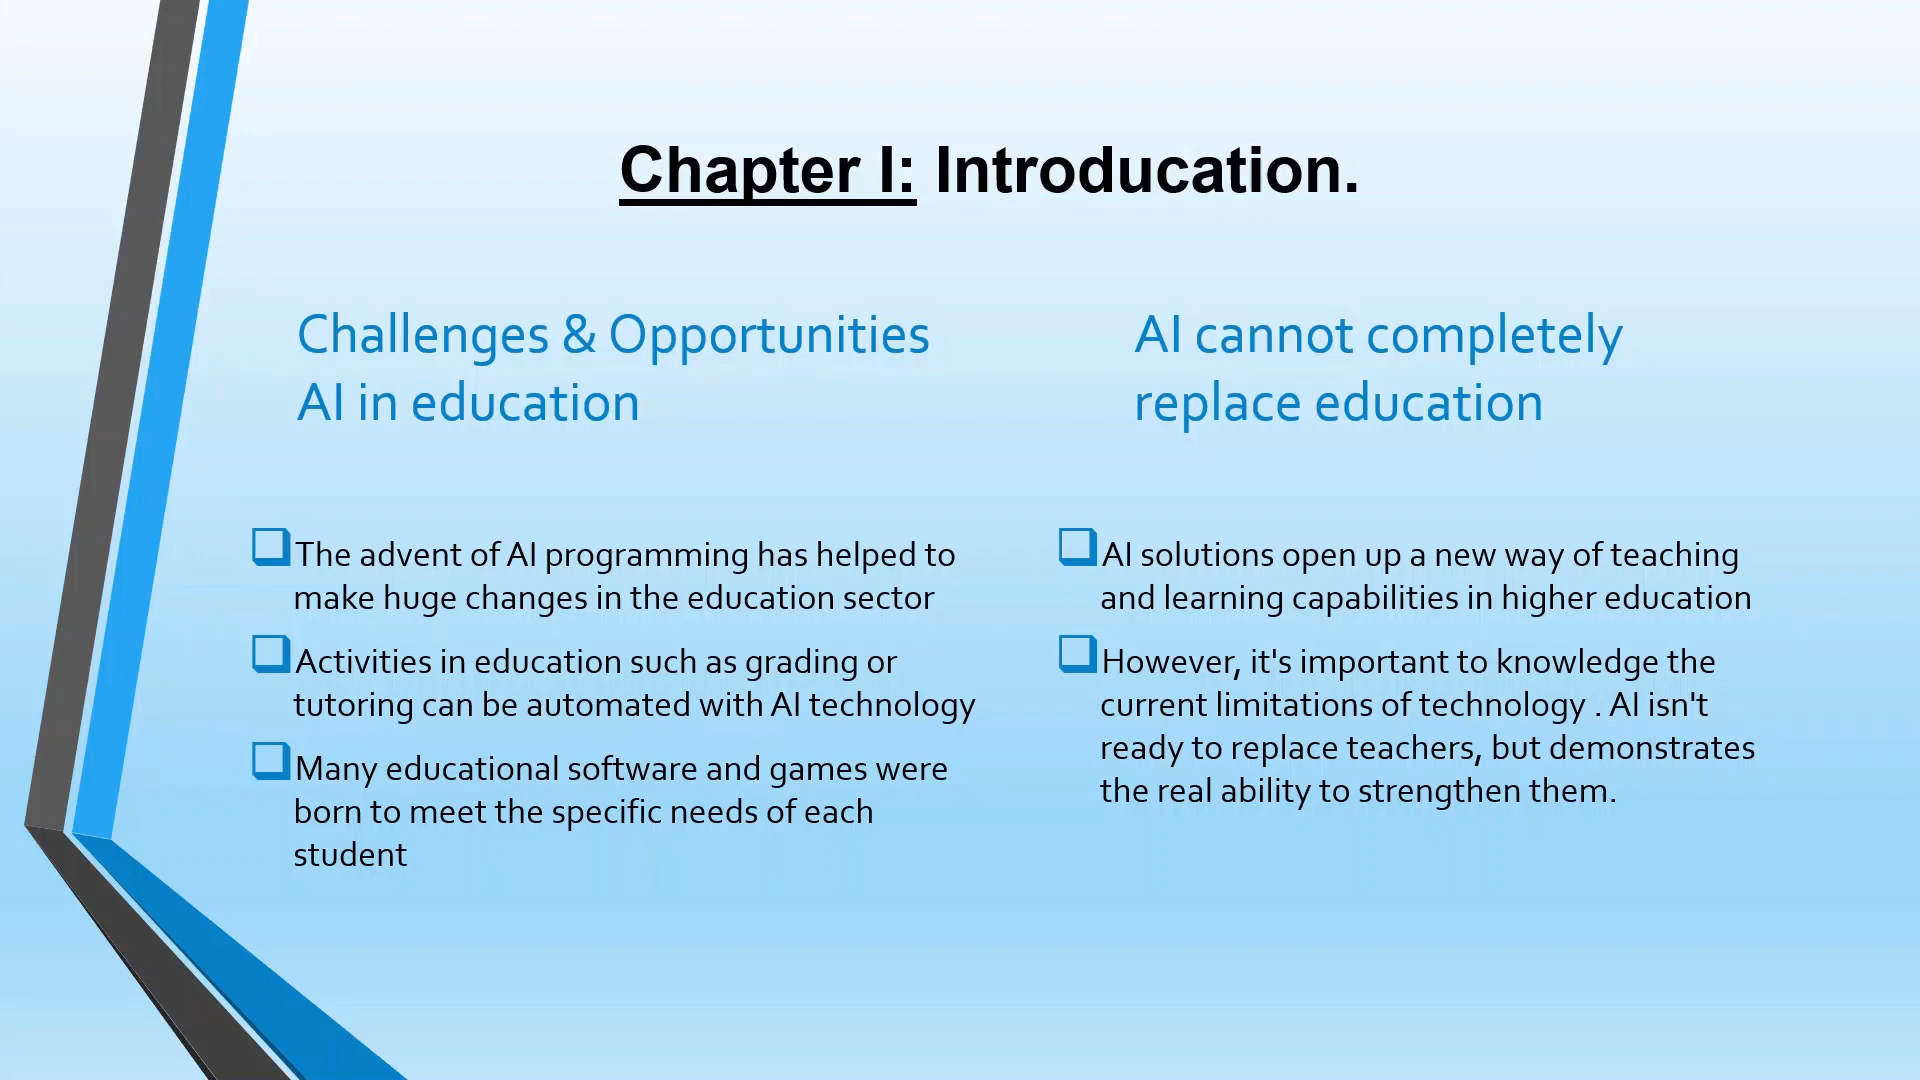 Chapter I: Introducation.
Challenges & Opportunities
AI in education
The advent of AI programming has helped to
make huge changes in the education sector
Activities in education such as grading or
tutoring can be automated with AI technology
Many educational software and games were
born to meet the specific needs of each
student
AI cannot completely
replace education
AI solutions open up a new way of teaching
and learning capabilities in higher education
However, it's important to knowledge the
current limitations of technology . AI isn't
ready to replace teachers, but demonstrates
the real ability to strengthen them.